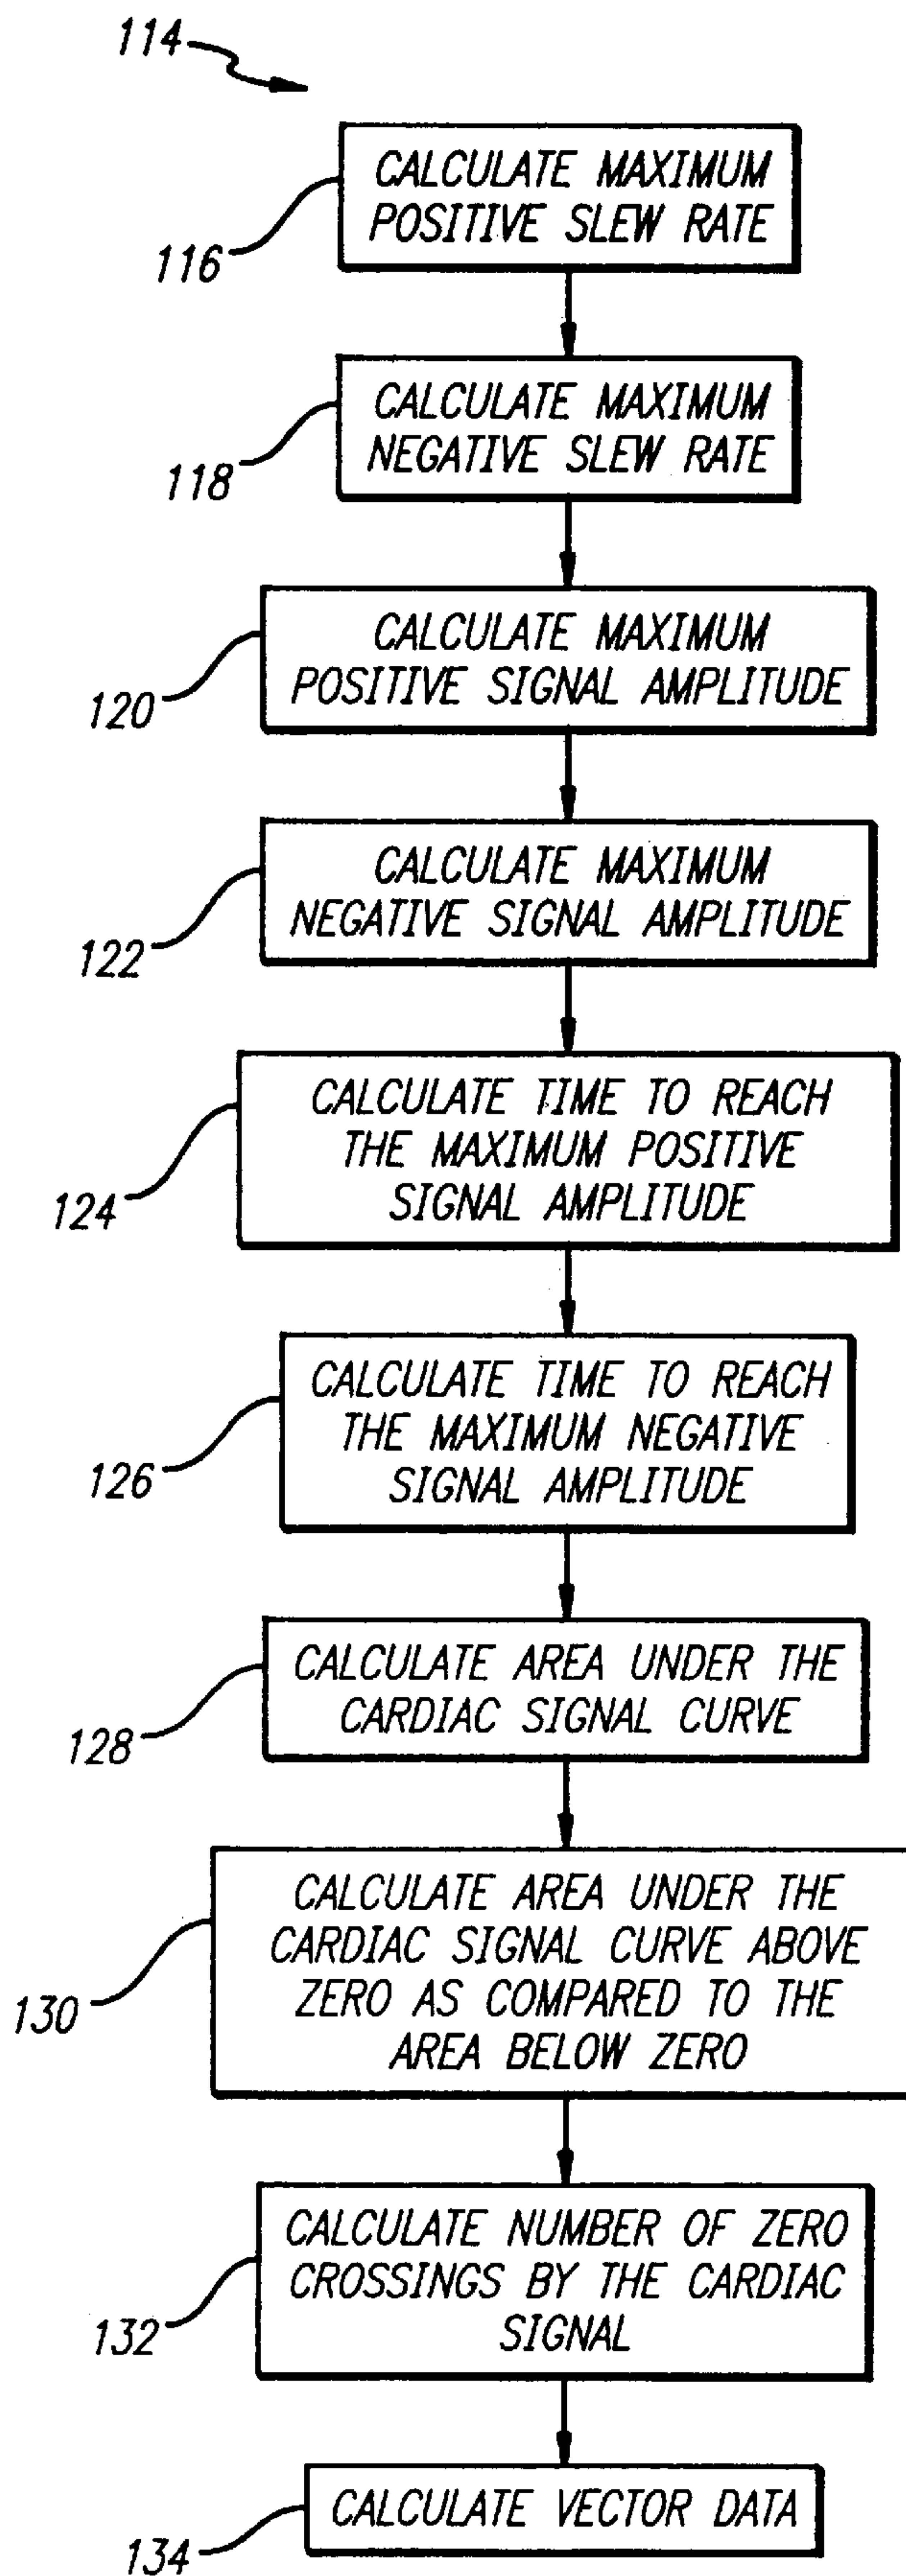 114
CALCULATE MAXIMUM
POSITIVE SLEW RATE
116
CALCULATE MAXIMUM
NEGATIVE SLEW RATE
118
CALCULATE MAXIMUM
POSITIVE SIGNAL AMPLITUDE
120
CALCULATE MAXIMUM
NEGATIVE SIGNAL AMPLITUDE
122
CALCULATE TIME TO REACH
THE MAXIMUM POSITIVE
SIGNAL AMPLITUDE
124
CALCULATE TIME TO REACH
THE MAXIMUM NEGATIVE
SIGNAL AMPLITUDE
126
CALCULATE AREA UNDER THE
CARDIAC SIGNAL CURVE
128
CALCULATE AREA UNDER THE
CARDIAC SIGNAL CURVE ABOVE
ZERO AS COMPARED TO THE
AREA BELOW ZERO
130
CALCULATE NUMBER OF ZERO
CROSSINGS BY THE CARDIAC
SIGNAL
132
CALCULATE VECTOR DATA
134